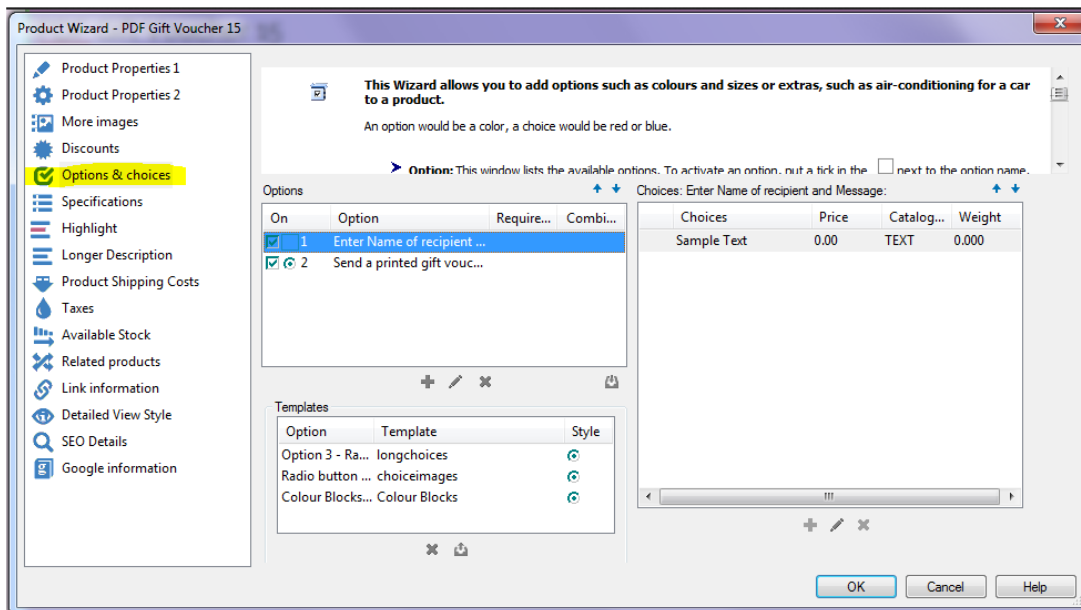 Product Wizard - PDF Gift Voucher 15
Product Properties 1
Product Properties 2
More images
Discounts
Options & choices
Specifications
Highlight
Longer Description
Product Shipping Costs
Taxes
Available Stock
Related products
Link information
Detailed View Style
SEO Details
Google information
This Wizard allows you to add options such as colours and sizes or extras, such as air-conditioning for a car
to a product.
An option would be a color, a choice would be red or blue.
Option: This window lists the available options. To activate an option, put a tick in the next to the option name.
Options
On Option Require... Combi...
1 Enter Name of recipient ...
2 Send a printed gift vouc...
Templates
Option Template Style
Option 3 - Ra... longchoices
Radio button ... choiceimages
Colour Blocks... Colour Blocks
Choices: Enter Name of recipient and Message:
Choices Price Catalog... Weight
Sample Text 0.00 TEXT 0.000
OK Cancel Help